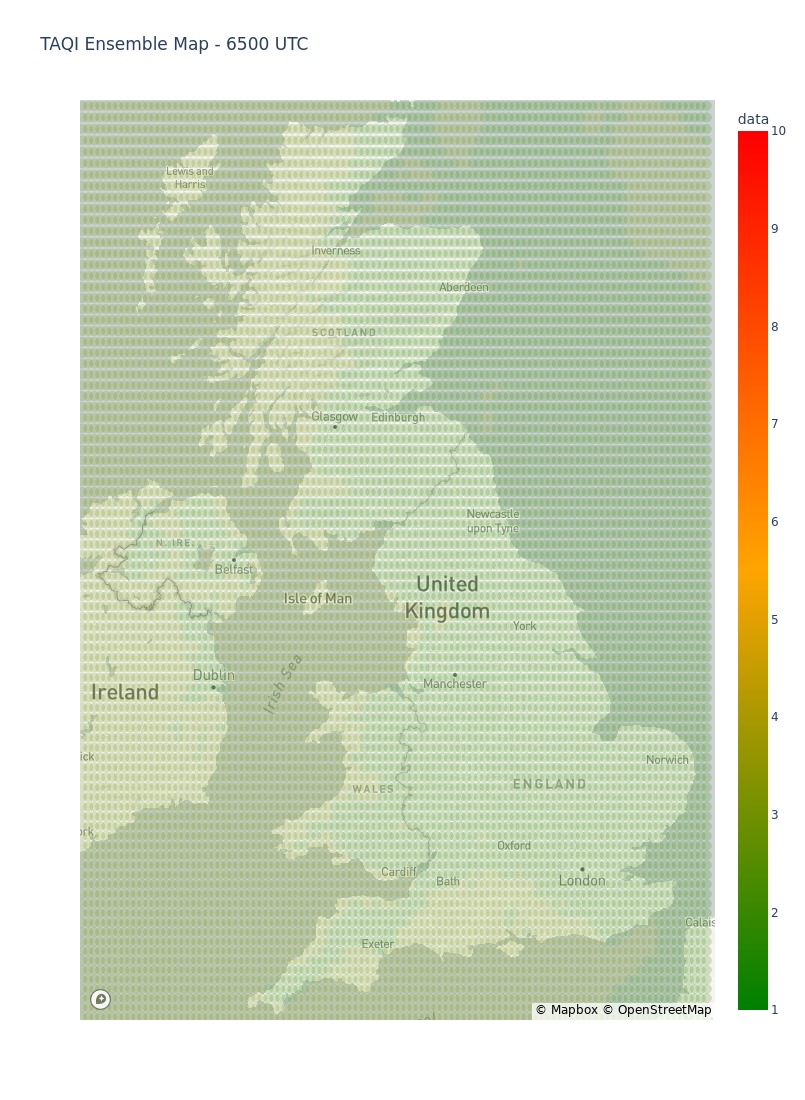 TAQI Ensemble Map - 6500 UTC
data
10
9
8
7
6
5
4
3
2
1
Lewis and
Harris
Inverness
Aberdeen
SCOTLAND
Glasgow
Edinburgh
Newcastle
upon Tyne
N. IRE.
Belfast
Isle of Man
United
Kingdom
York
Irish Sea
Dublin
Manchester
Ireland
ick
Norwich
WALES
ENGLAND
ork
Oxford
Cardiff
Bath
London
Calais
Exeter
© Mapbox © OpenStreetMap